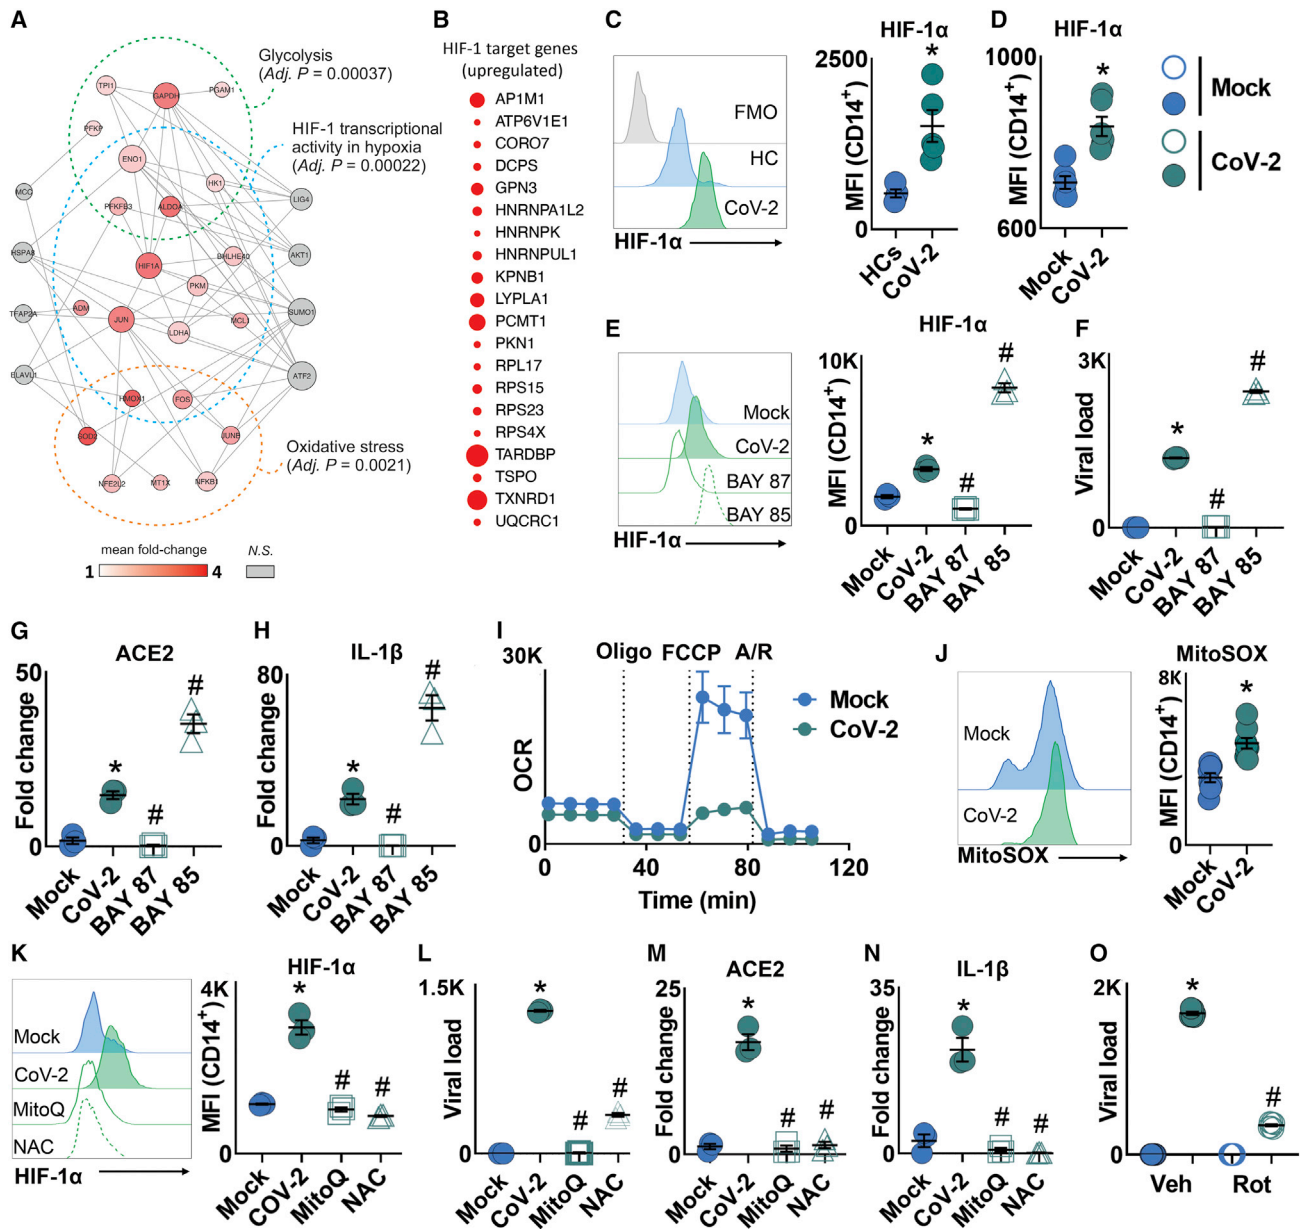 A
Glycolysis
(Adj. P = 0.00037)
HIF-1 transcriptional
activity in hypoxia
(Adj. P = 0.00022)
Oxidative stress
(Adj. P = 0.0021)
TPI1
GAPDH
PGAM1
PFKP
ENO1
HK1
MCC
LIG4
PFKFB3
ALDOA
HSPA8
BHLHE40
AKT1
HIF1A
PKM
ADM
TFAP2A
JUN
MCL1
SUMO1
LDHA
ELAVL1
ATF2
HMOX1
FOS
SOD2
JUNB
NFE2L2
MT1X
NFKB1
mean fold-change
N.S.
1
4
B
HIF-1 target genes
(upregulated)
AP1M1
ATP6V1E1
CORO7
DCPS
GPN3
HNRNPA1L2
HNRNPK
HNRNPUL1
KPNB1
LYPLA1
PCMT1
PKN1
RPL17
RPS15
RPS23
RPS4X
TARDBP
TSPO
TXNRD1
UQCRC1
C
FMO
HC
CoV-2
HIF-1α
HIF-1α
2500
*
MFI (CD14+)
0
HCs
CoV-2
D
HIF-1α
1000
*
MFI (CD14+)
600
Mock
CoV-2
Mock
CoV-2
E
Mock
CoV-2
BAY 87
BAY 85
HIF-1α
HIF-1α
10K
#
*
#
MFI (CD14+)
0
Mock
CoV-2
BAY 87
BAY 85
F
3K
#
*
#
Viral load
0
Mock
CoV-2
BAY 87
BAY 85
G
ACE2
50
#
*
#
Fold change
0
Mock
CoV-2
BAY 87
BAY 85
H
IL-1β
80
#
*
#
Fold change
0
Mock
CoV-2
BAY 87
BAY 85
I
Oligo FCCP A/R
30K
Mock
CoV-2
OCR
0
0 40 80 120
Time (min)
J
Mock
CoV-2
MitoSOX
MitoSOX
8K
*
MFI (CD14+)
0
Mock
CoV-2
K
Mock
CoV-2
MitoQ
NAC
HIF-1α
HIF-1α
4K
*
# #
MFI (CD14+)
0
Mock
COV-2
MitoQ
NAC
L
1.5K
*
#
#
Viral load
0
Mock
CoV-2
MitoQ
NAC
M
ACE2
25
*
# #
Fold change
0
Mock
CoV-2
MitoQ
NAC
N
IL-1β
35
*
# #
Fold change
0
Mock
CoV-2
MitoQ
NAC
O
2K
*
#
Viral load
0
Veh Rot